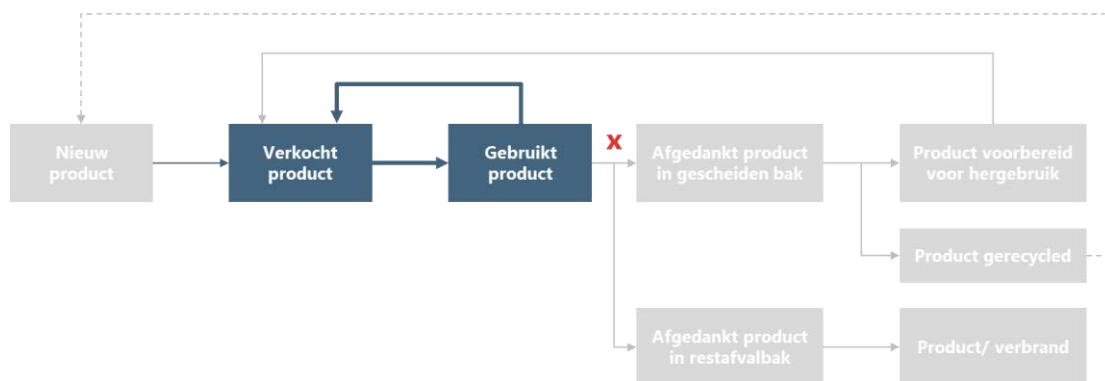 Nieuw
product
Verkocht
product
Gebruikt
product
X
Afgedankt product
in gescheiden bak
Product voorbereid
voor hergebruik
Product gerecycled
Afgedankt product
in restafvalbak
Product/ verbrand